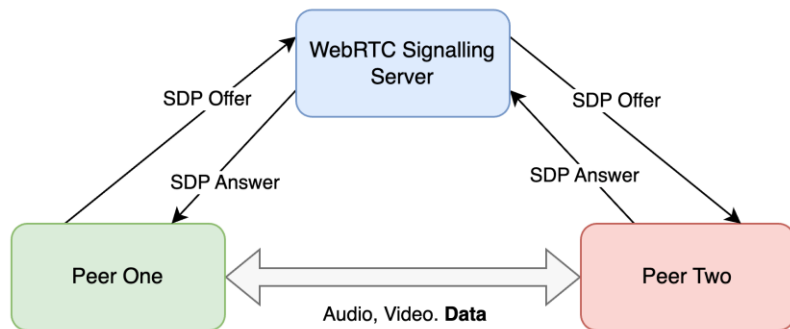 WebRTC Signalling
Server
SDP Offer
SDP Offer
SDP Answer
SDP Answer
Peer One
Peer Two
Audio, Video. Data